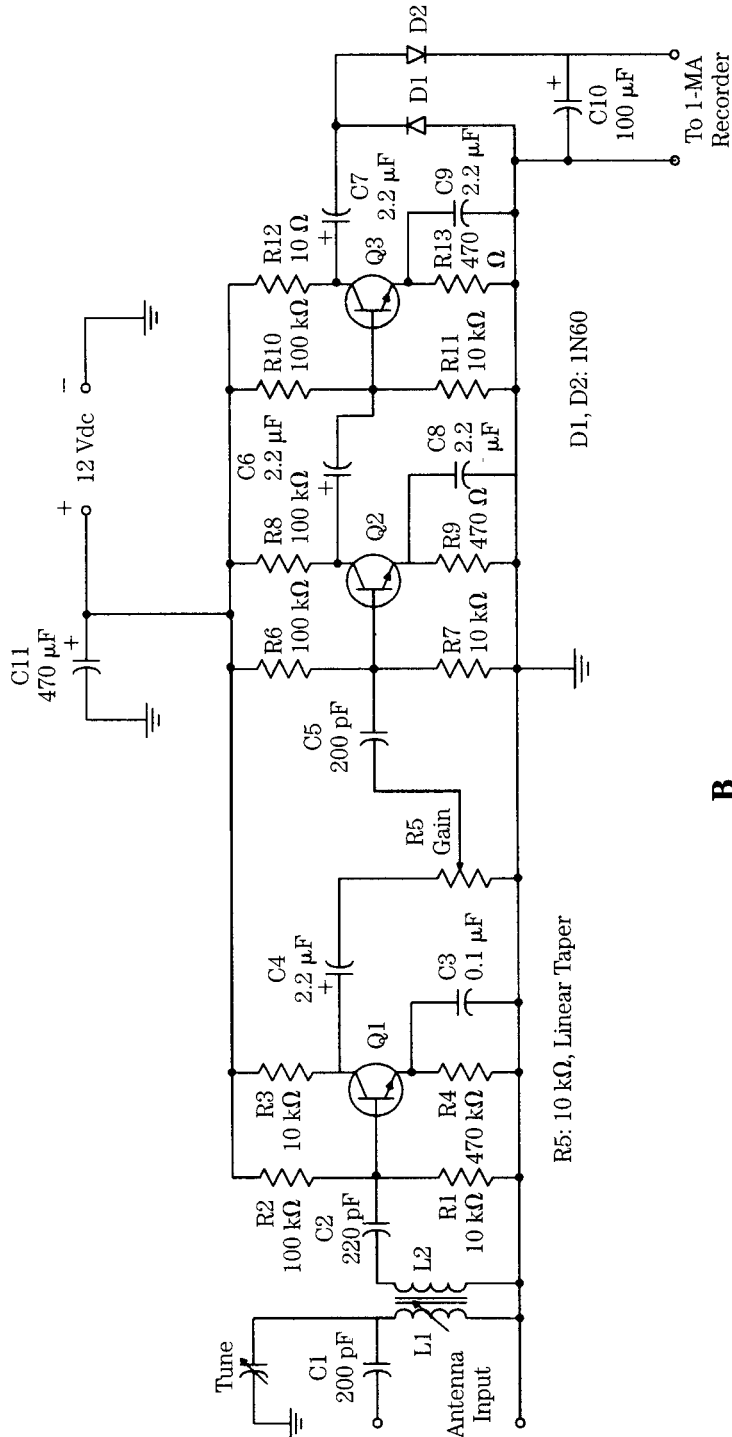 C11
470 µF
+
+
12 Vdc
−
Tune
C1
200 pF
Antenna
Input
L1
L2
R2
100 kΩ
C2
220 pF
R1
10 kΩ
R3
10 kΩ
Q1
R4
470 kΩ
C4
2.2 µF
+
C3
0.1 µF
R5
Gain
C5
200 pF
R6
100 kΩ
R7
10 kΩ
R8
100 kΩ
Q2
R9
470 Ω
C6
2.2 µF
+
C8
2.2
µF
R10
100 kΩ
R11
10 kΩ
R12
10 Ω
Q3
R13
470
Ω
C7
2.2 µF
+
C9
2.2 µF
D1
D2
+
C10
100 µF
To 1-MA
Recorder
R5: 10 kΩ, Linear Taper
D1, D2: 1N60
B